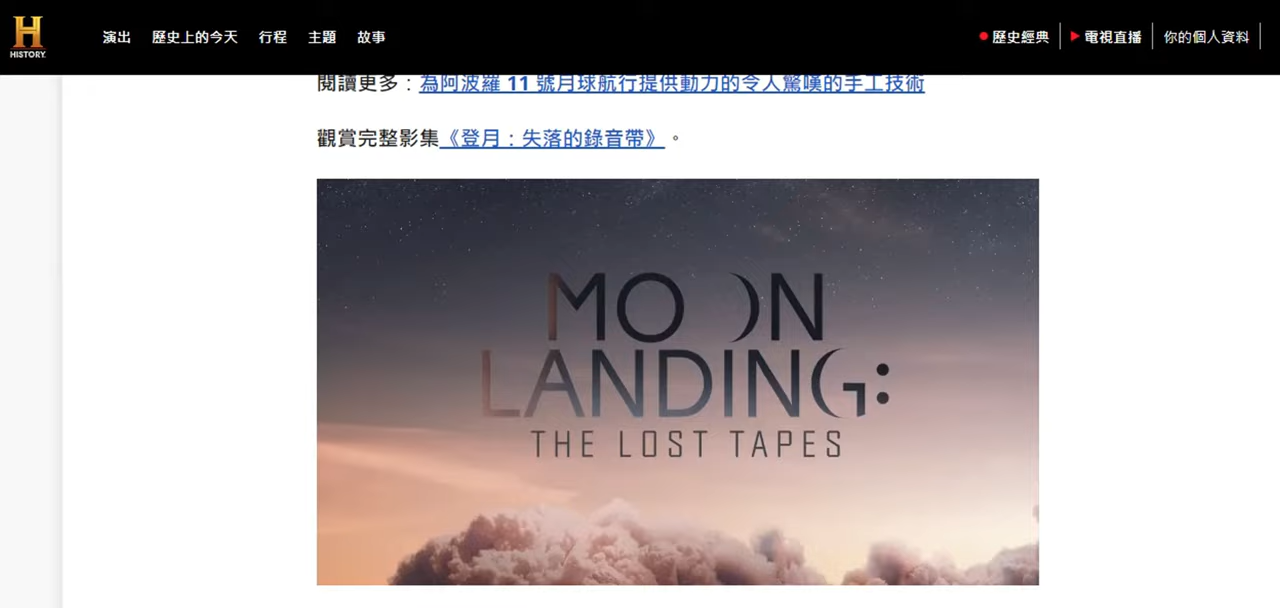 HISTORY.
演出 歷史上的今天 行程 主題 故事 歷史經典 電視直播 你的個人資料
閱讀更多：為阿波羅 11 號月球航行提供動力的令人驚嘆的手工技術
觀賞完整影集《登月：失落的錄音帶》。
MOON
LANDING:
THE LOST TAPES